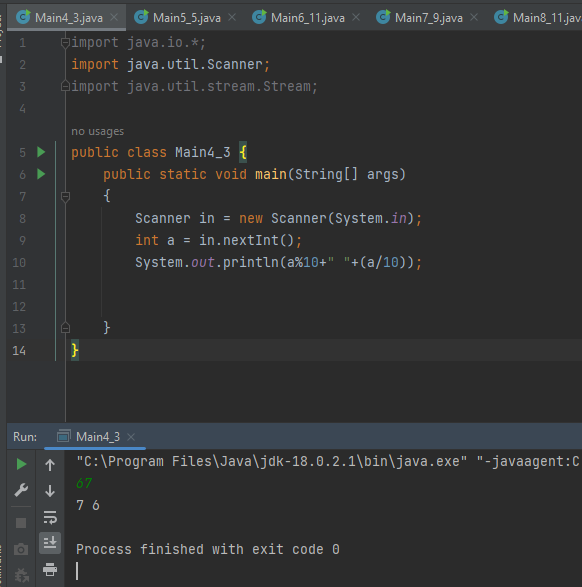 Main4_3.java Main5_5.java Main6_11.java Main7_9.java Main8_11.java
1 import java.io.*;
2 import java.util.Scanner;
3 import java.util.stream.Stream;
4
no usages
5 public class Main4_3 {
6 public static void main(String[] args)
7 {
8 Scanner in = new Scanner(System.in);
9 int a = in.nextInt();
10 System.out.println(a%10+" "+(a/10));
11
12
13 }
14 }
Run: Main4_3
"C:\Program Files\Java\jdk-18.0.2.1\bin\java.exe" "-javaagent:C
67
7 6
Process finished with exit code 0